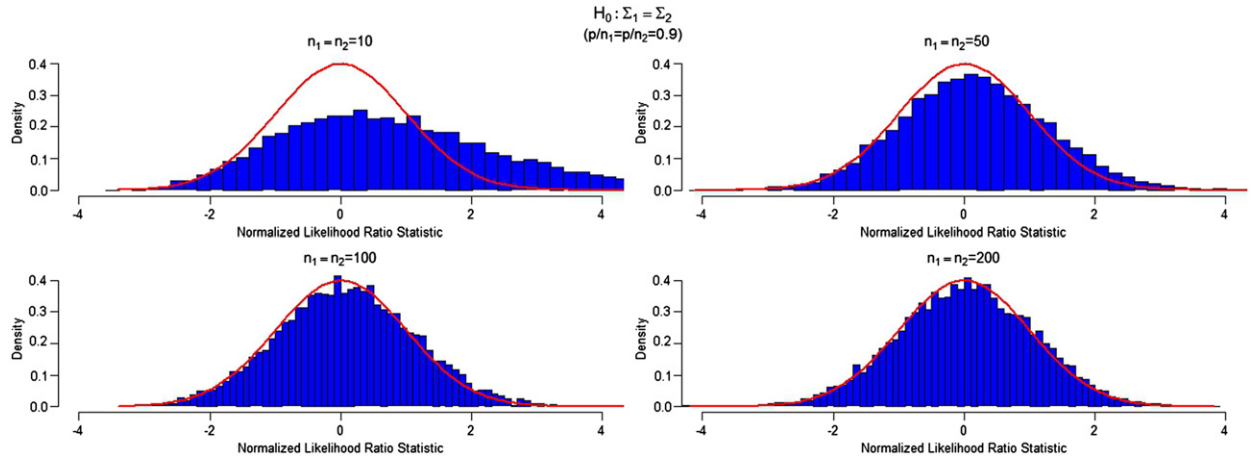 H₀ : Σ₁ = Σ₂
(p/n₁=p/n₂=0.9)
n₁ = n₂=10
Density
0.4
0.3
0.2
0.1
0.0
-4 -2 0 2 4
Normalized Likelihood Ratio Statistic
n₁ = n₂=50
Density
0.4
0.3
0.2
0.1
0.0
-4 -2 0 2 4
Normalized Likelihood Ratio Statistic
n₁ = n₂=100
Density
0.4
0.3
0.2
0.1
0.0
-4 -2 0 2 4
Normalized Likelihood Ratio Statistic
n₁ = n₂=200
Density
0.4
0.3
0.2
0.1
0.0
-4 -2 0 2 4
Normalized Likelihood Ratio Statistic